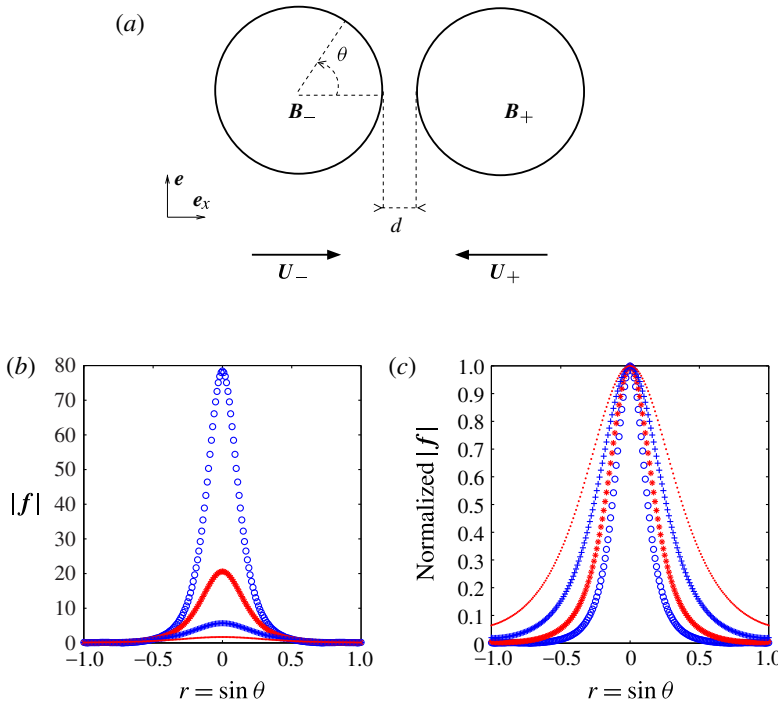 (a)
θ
B₋
B₊
e
eₓ
d
U₋
U₊
(b)
80
70
60
50
|f|
40
30
20
10
0
−1.0
−0.5
0
0.5
1.0
r = sin θ
(c)
1.0
0.9
0.8
0.7
0.6
Normalized |f|
0.5
0.4
0.3
0.2
0.1
0
−1.0
−0.5
0
0.5
1.0
r = sin θ